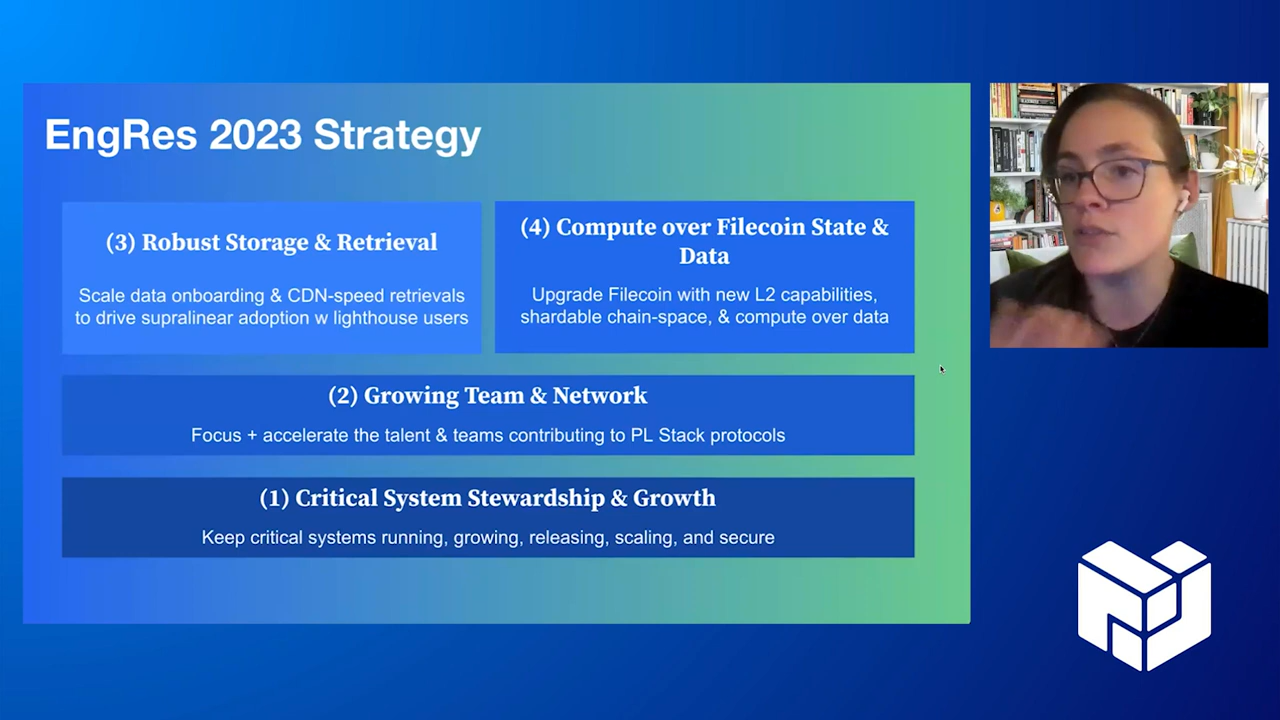 EngRes 2023 Strategy
(3) Robust Storage & Retrieval
Scale data onboarding & CDN-speed retrievals
to drive supralinear adoption w lighthouse users
(4) Compute over Filecoin State &
Data
Upgrade Filecoin with new L2 capabilities,
shardable chain-space, & compute over data
(2) Growing Team & Network
Focus + accelerate the talent & teams contributing to PL Stack protocols
(1) Critical System Stewardship & Growth
Keep critical systems running, growing, releasing, scaling, and secure